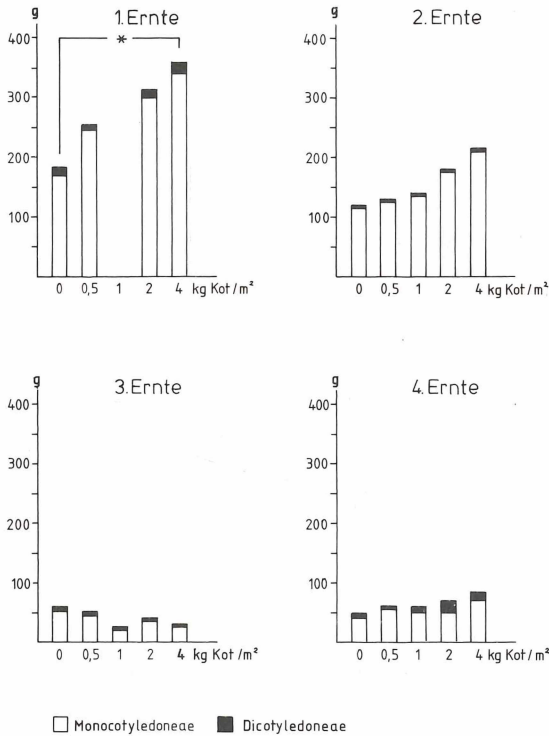 1.Ernte
g
400
300
200
100
*
0 0,5 1 2 4 kg Kot/m²
2. Ernte
g
400
300
200
100
0 0,5 1 2 4 kg Kot/m²
3. Ernte
g
400
300
200
100
0 0,5 1 2 4 kg Kot/m²
4. Ernte
g
400
300
200
100
0 0,5 1 2 4 kg Kot/m²
Monocotyledoneae Dicotyledoneae